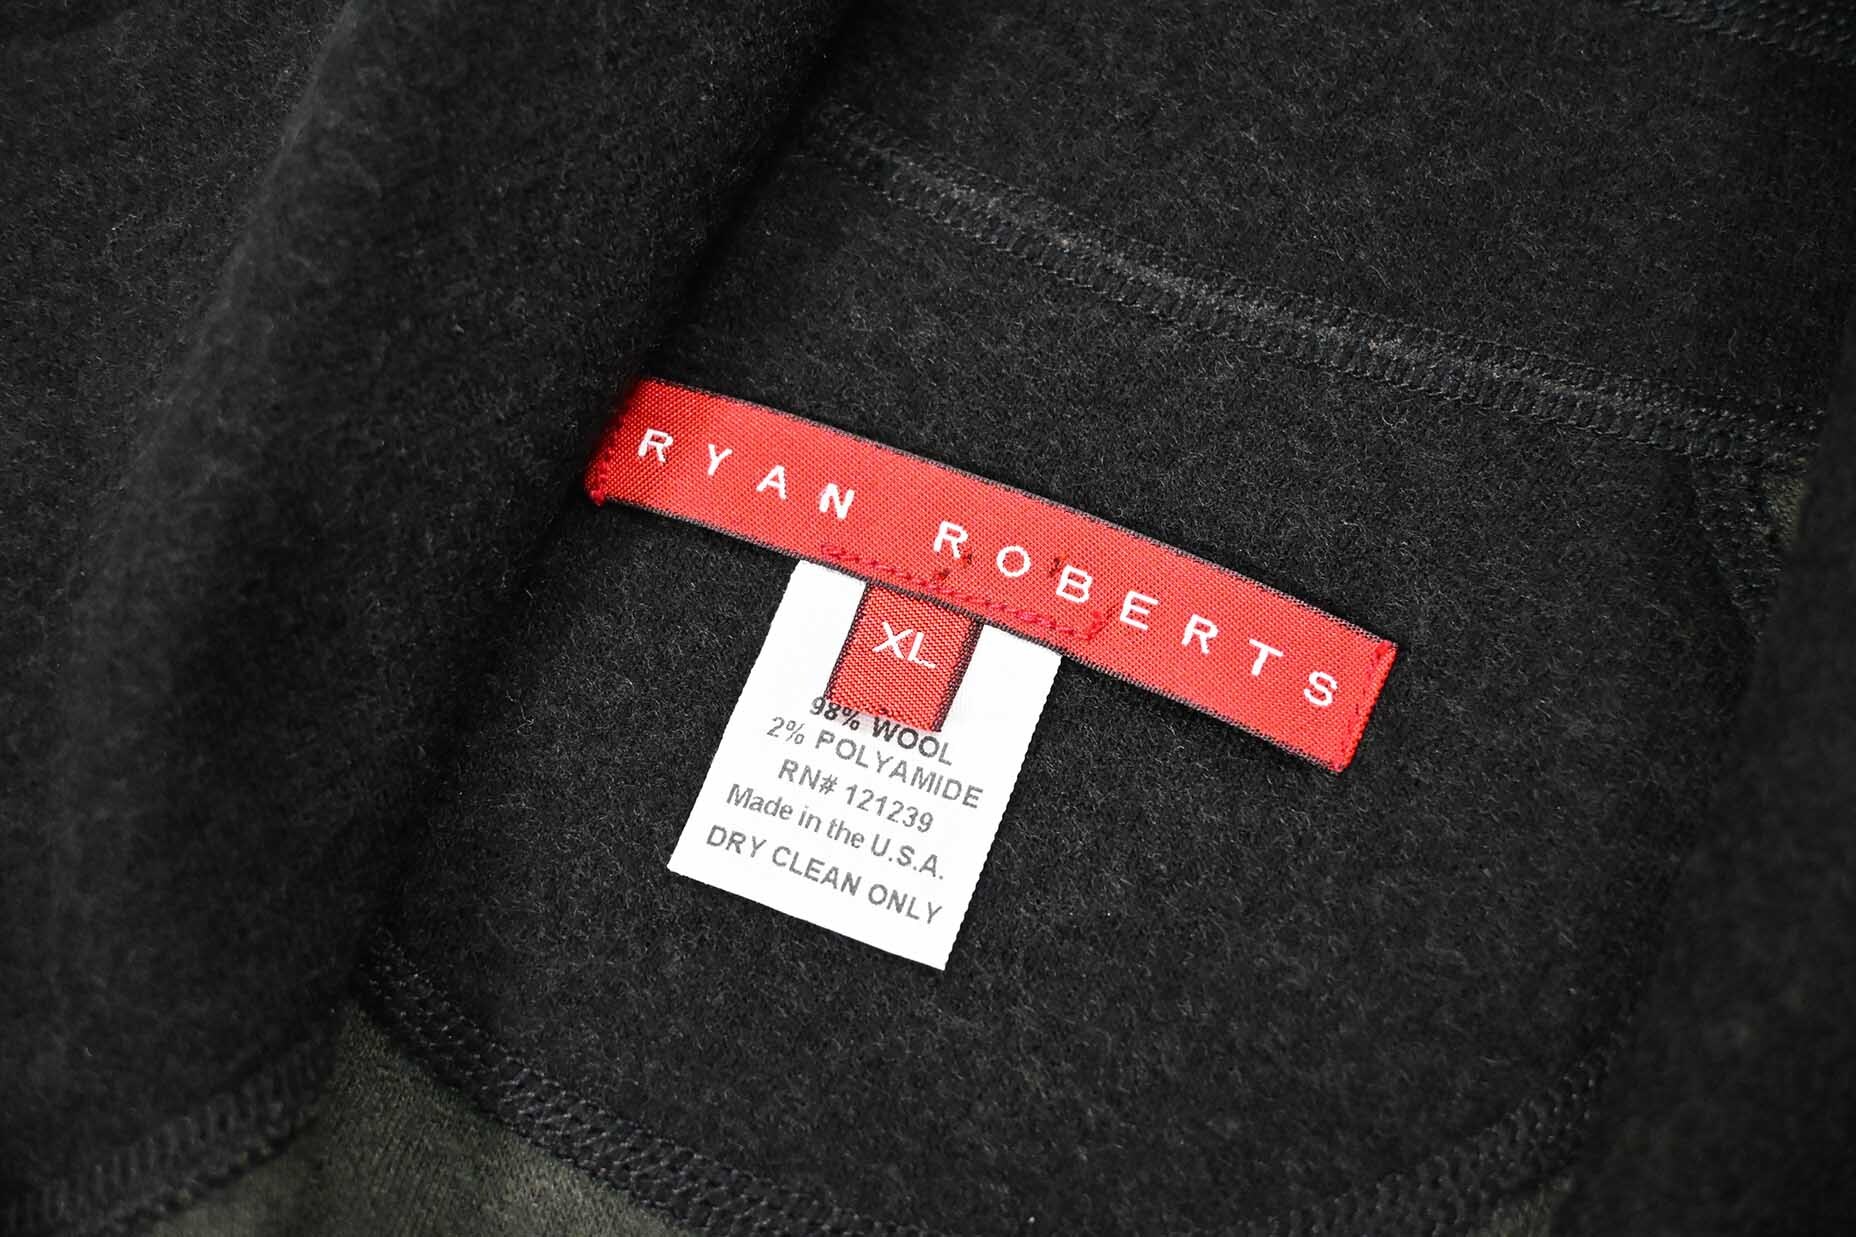 RYAN ROBERTS
XL
98% WOOL
2% POLYAMIDE
RN# 121239
Made in the U.S.A.
DRY CLEAN ONLY